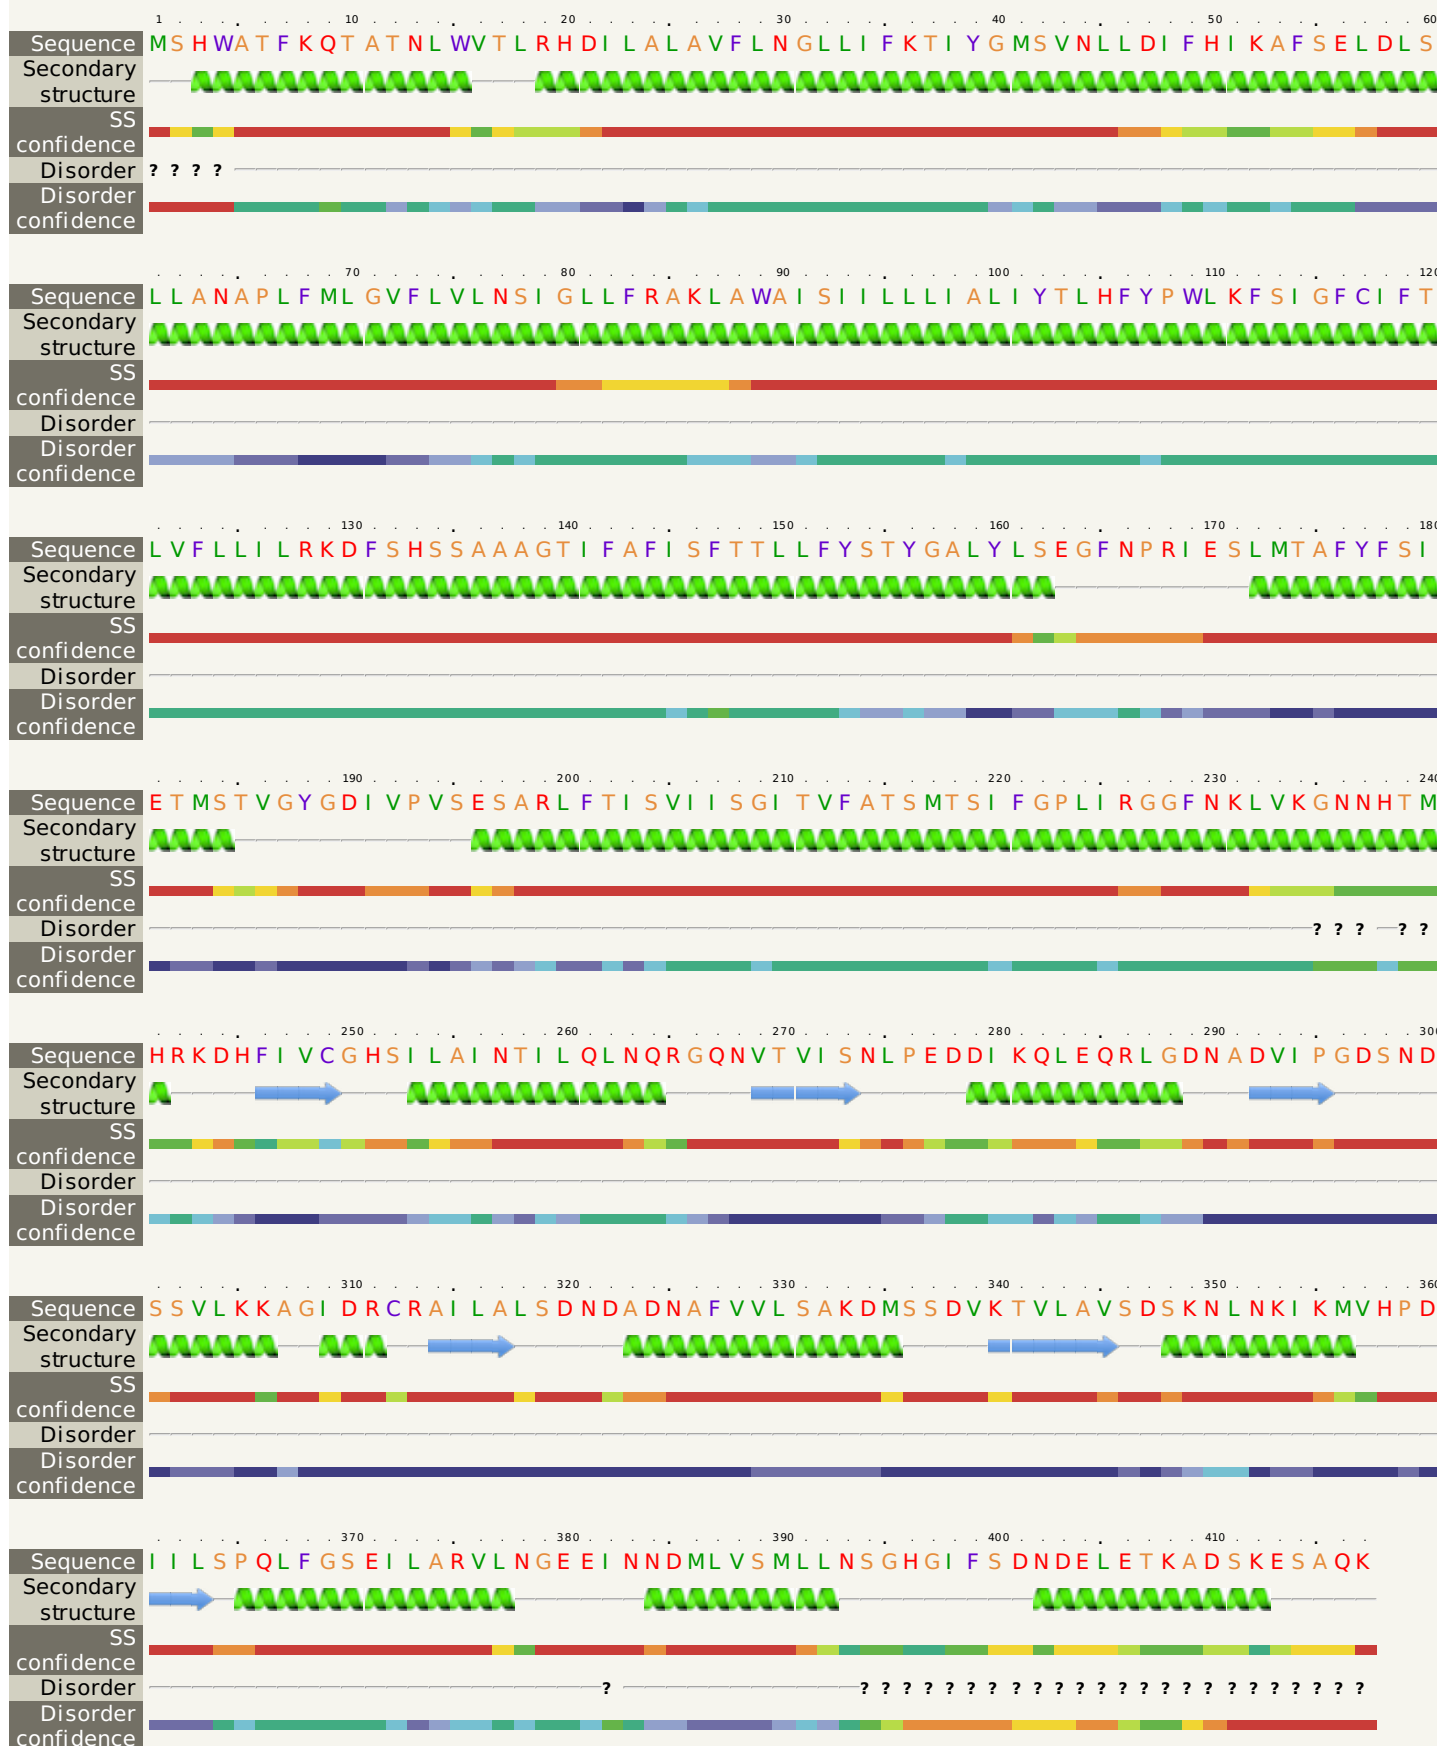 1 10 20 30 40 50 60
Sequence MSHWATFKQTATNLWVTLRHDILALAVFLNGLLIFKTIYGMSVNLLDIFHIKAFSELDLS
Secondary
structure
SS
confidence
Disorder ? ? ? ?
Disorder
confidence
70 80 90 100 110 120
Sequence LLANAPLFMLGVFLVLNSIGLLFRAKLAWAISIILLLIALIYTLHFYPWLKFSIGFCIFT
Secondary
structure
SS
confidence
Disorder
Disorder
confidence
130 140 150 160 170 180
Sequence LVFLLILRKDFSHSSAAAGTIFAFISFTTLLFYSTYGALYLSEGFNPRIESLMTAFYFSI
Secondary
structure
SS
confidence
Disorder
Disorder
confidence
190 200 210 220 230 240
Sequence ETMSTVGYGDIVPVSESARLFTISVIISGITVFATSMTSIFGPLIRGGFNKLVKGNNHTM
Secondary
structure
SS
confidence
Disorder ? ? ? ? ?
Disorder
confidence
250 260 270 280 290 300
Sequence HRKDHFIVCGHSILAINTILQLNQRGQNVTVISNLPEDDIKQLEQRLGDNADVIPGDSND
Secondary
structure
SS
confidence
Disorder
Disorder
confidence
310 320 330 340 350 360
Sequence SSVLKKAGIDRCRAILALSDNDADNAFVVLSAKDMSSDVKTVLAVSDSKNLNKIKMVHPD
Secondary
structure
SS
confidence
Disorder
Disorder
confidence
370 380 390 400 410
Sequence IILSPQLFGSEILARVLNGEEINNDMLVSMLLNSGHGIFSDNDELETKADSKESAQK
Secondary
structure
SS
confidence
Disorder ? ? ? ? ? ? ? ? ? ? ? ? ? ? ? ? ? ? ? ? ? ? ? ? ?
Disorder
confidence